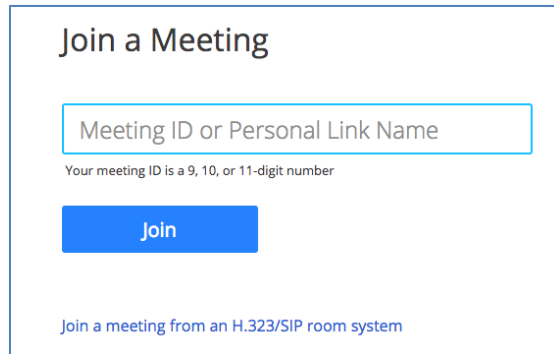 Join a Meeting
Meeting ID or Personal Link Name
Your meeting ID is a 9, 10, or 11-digit number
Join
Join a meeting from an H.323/SIP room system